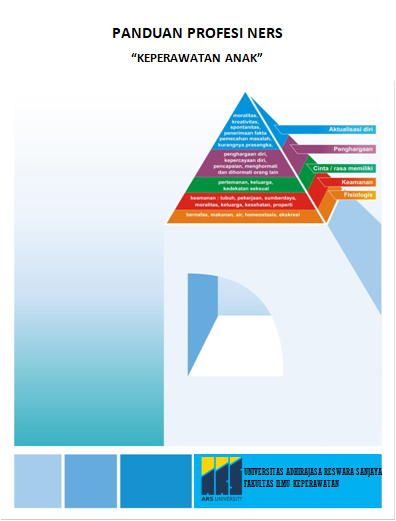 PANDUAN PROFESI NERS
“KEPERAWATAN ANAK”
moralitas,
kreativitas,
spontanitas,
penerimaan fakta
pemecahan masalah,
kurangnya prasangka,
Aktualisasi diri
penghargaan diri,
kepercayaan diri,
pencapaian, menghormati
dan dihormati orang lain
Penghargaan
pertemanan, keluarga,
kedekatan seksual
Cinta / rasa memiliki
keamanan : tubuh, pekerjaan, sumberdaya,
moralitas, keluarga, kesehatan, properti
Keamanan
bernafas, makanan, air, homeostasis, ekskresi
Fisiologis
ARS
ARS UNIVERSITY
UNIVERSITAS ADHIRAJASA RESWARA SANJAYA
FAKULTAS ILMU KEPERAWATAN